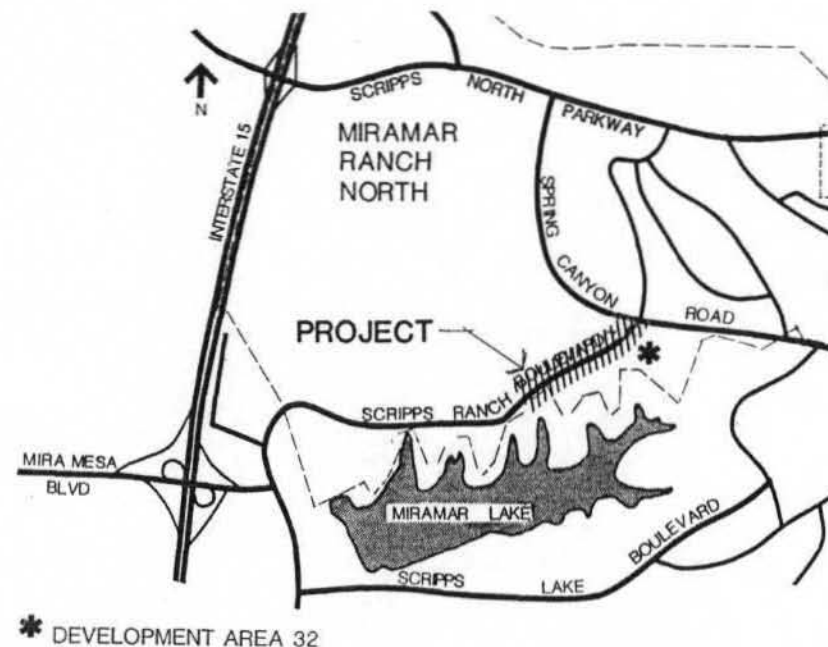 SCRIPPS NORTH PARKWAY
N
MIRAMAR
RANCH
NORTH
INTERSTATE 15
SPRING CANYON ROAD
PROJECT
SCRIPPS RANCH BOULEVARD
*
MIRA MESA
BLVD
MIRAMAR LAKE
SCRIPPS LAKE BOULEVARD
* DEVELOPMENT AREA 32